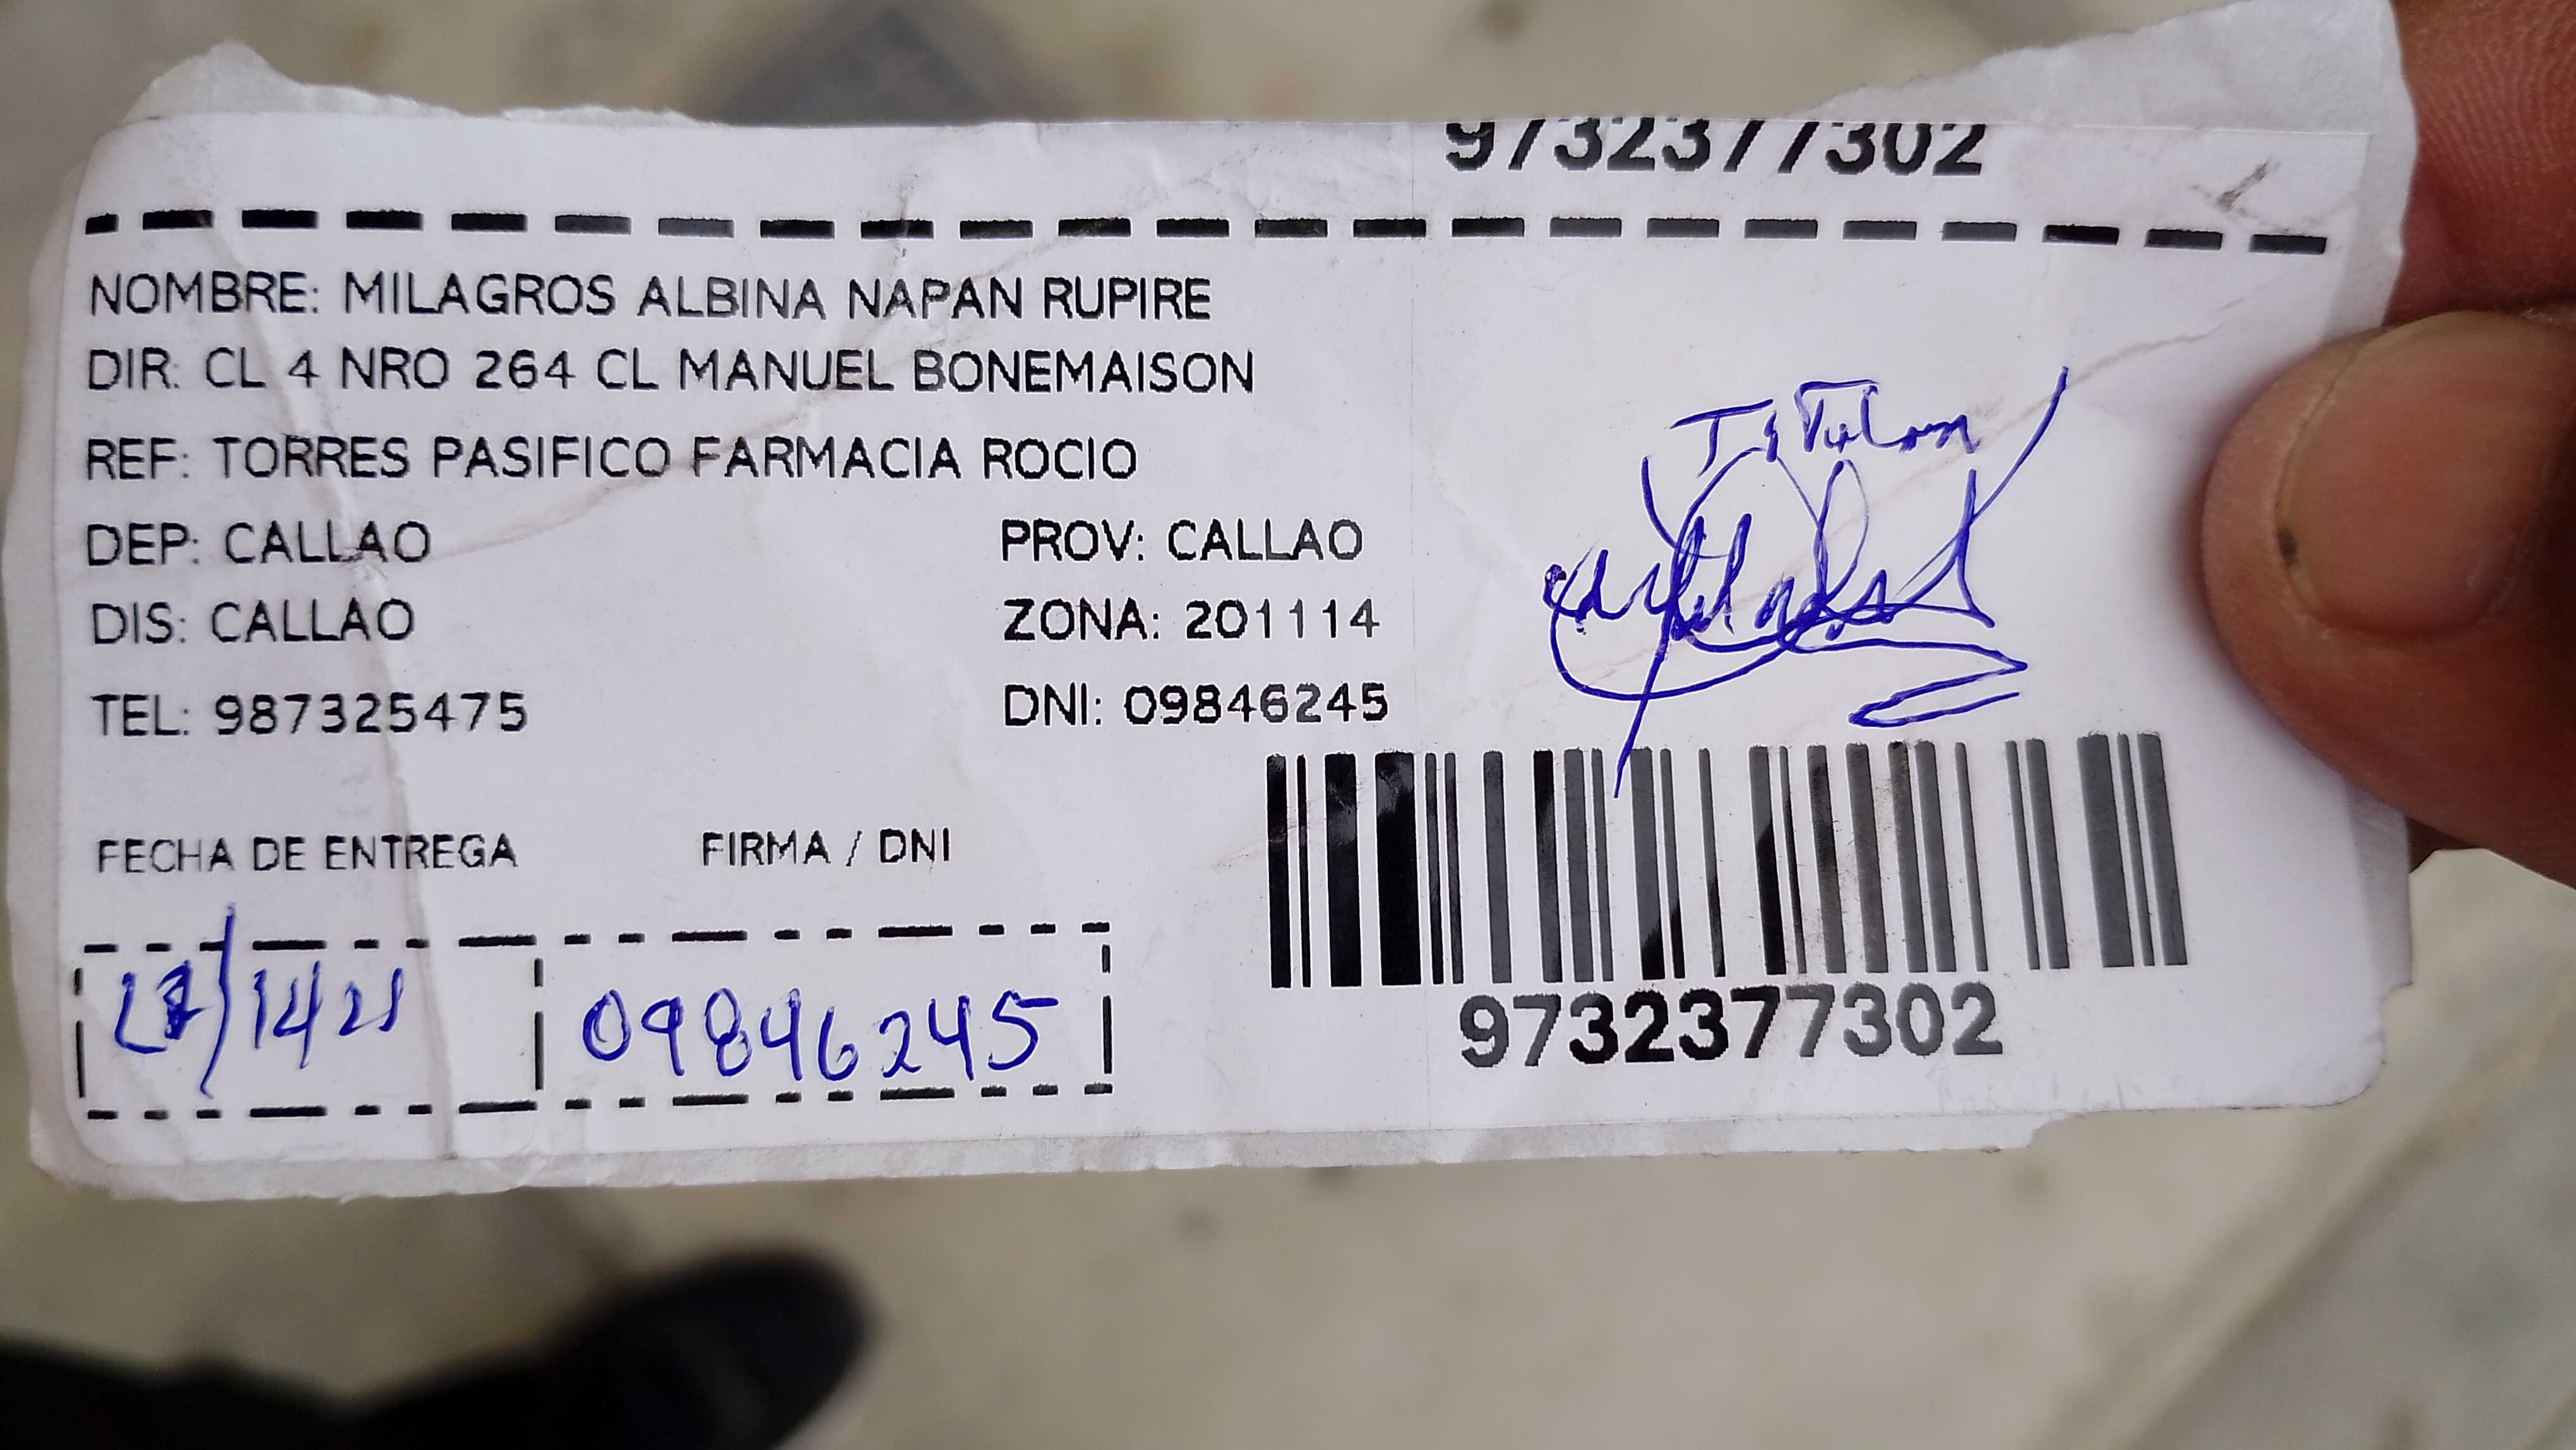 9732377302
NOMBRE: MILAGROS ALBINA NAPAN RUPIRE
DIR: CL 4 NRO 264 CL MANUEL BONEMAISON
REF: TORRES PASIFICO FARMACIA ROCIO
DEP: CALLAO PROV: CALLAO
DIS: CALLAO ZONA: 201114
TEL: 987325475 DNI: 09846245
FECHA DE ENTREGA FIRMA / DNI
09846245
9732377302